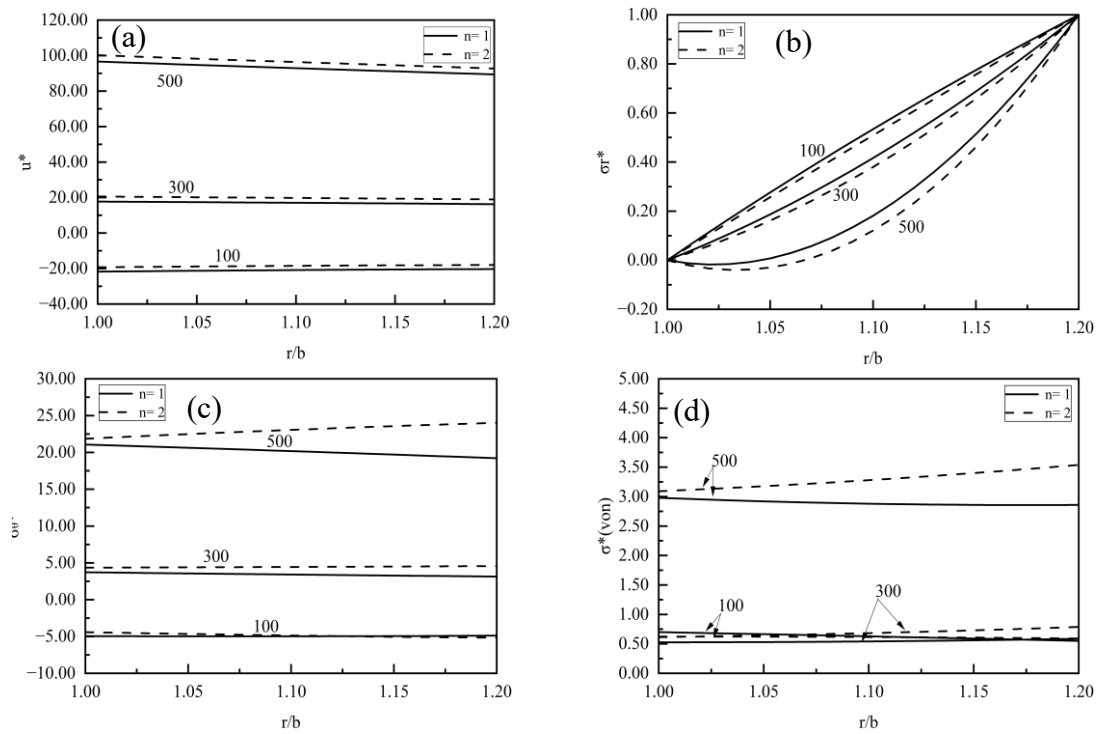 (a)
n= 1
n= 2
120.00
100.00
80.00
60.00
40.00
20.00
0.00
−20.00
−40.00
u*
500
300
100
1.00 1.05 1.10 1.15 1.20
r/b
(b)
n= 1
n= 2
1.00
0.80
0.60
0.40
0.20
0.00
−0.20
σr*
100
300
500
1.00 1.05 1.10 1.15 1.20
r/b
(c)
n= 1
n= 2
30.00
25.00
20.00
15.00
10.00
5.00
0.00
−5.00
−10.00
500
300
100
1.00 1.05 1.10 1.15 1.20
r/b
(d)
n= 1
n= 2
5.00
4.50
4.00
3.50
3.00
2.50
2.00
1.50
1.00
0.50
0.00
σ*(von)
500
100
300
1.00 1.05 1.10 1.15 1.20
r/b